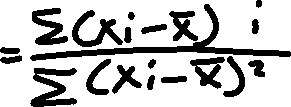 = Σ(xi-x̄) i / Σ(xi-x̄)²